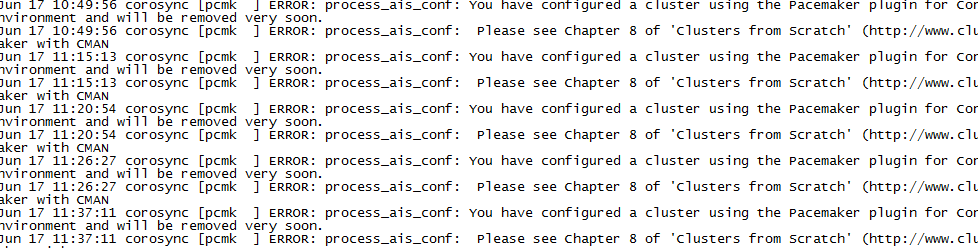 Jun 17 10:49:56 corosync [pcmk  ] ERROR: process_ais_conf: You have configured a cluster using the Pacemaker plugin for Cor
nvironment and will be removed very soon.
Jun 17 10:49:56 corosync [pcmk  ] ERROR: process_ais_conf:  Please see Chapter 8 of 'Clusters from Scratch' (http://www.clu
aker with CMAN
Jun 17 11:15:13 corosync [pcmk  ] ERROR: process_ais_conf: You have configured a cluster using the Pacemaker plugin for Cor
nvironment and will be removed very soon.
Jun 17 11:15:13 corosync [pcmk  ] ERROR: process_ais_conf:  Please see Chapter 8 of 'Clusters from Scratch' (http://www.clu
aker with CMAN
Jun 17 11:20:54 corosync [pcmk  ] ERROR: process_ais_conf: You have configured a cluster using the Pacemaker plugin for Cor
nvironment and will be removed very soon.
Jun 17 11:20:54 corosync [pcmk  ] ERROR: process_ais_conf:  Please see Chapter 8 of 'Clusters from Scratch' (http://www.clu
aker with CMAN
Jun 17 11:26:27 corosync [pcmk  ] ERROR: process_ais_conf: You have configured a cluster using the Pacemaker plugin for Cor
nvironment and will be removed very soon.
Jun 17 11:26:27 corosync [pcmk  ] ERROR: process_ais_conf:  Please see Chapter 8 of 'Clusters from Scratch' (http://www.clu
aker with CMAN
Jun 17 11:37:11 corosync [pcmk  ] ERROR: process_ais_conf: You have configured a cluster using the Pacemaker plugin for Cor
nvironment and will be removed very soon.
Jun 17 11:37:11 corosync [pcmk  ] ERROR: process_ais_conf:  Please see Chapter 8 of 'Clusters from Scratch' (http://www.clu